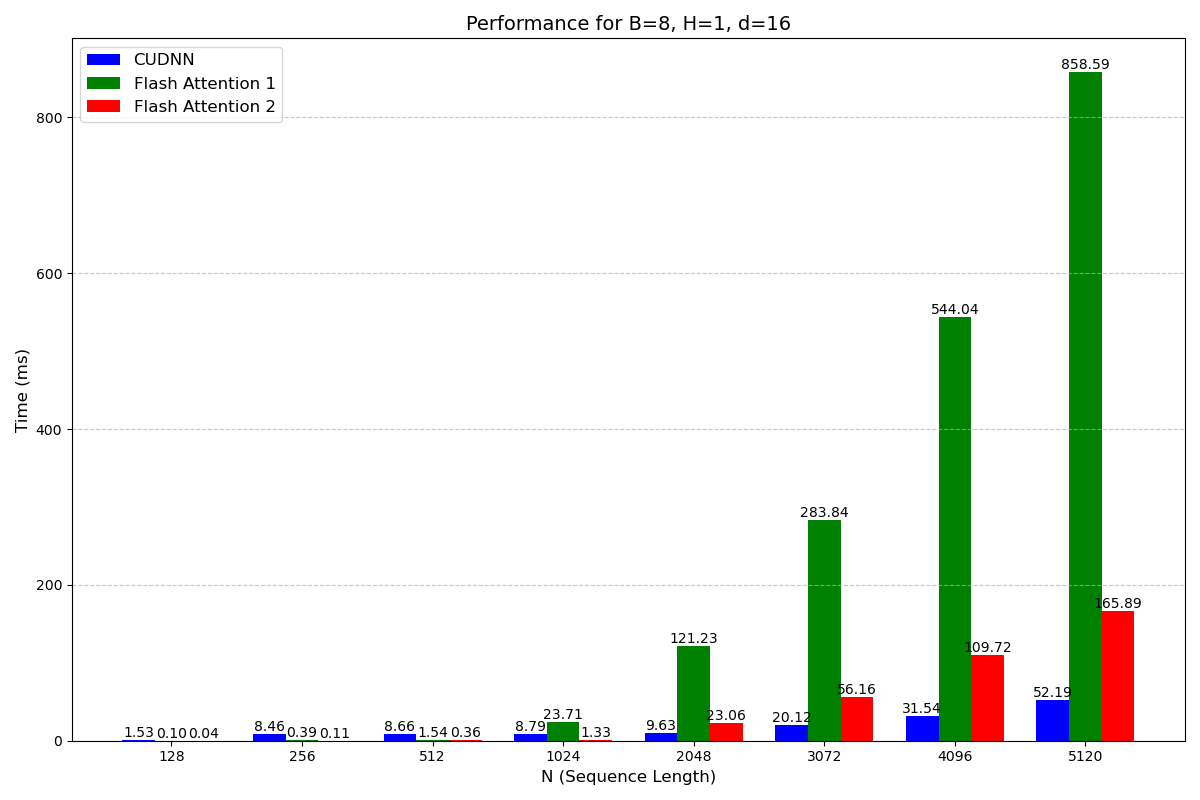 Performance for B=8, H=1, d=16
CUDNN
Flash Attention 1
Flash Attention 2
Time (ms)
800
600
400
200
0
1.53 0.10 0.04
8.46 0.39 0.11
8.66 1.54 0.36
8.79 23.71 1.33
9.63 121.23 23.06
20.12 283.84 56.16
31.54 544.04 109.72
52.19 858.59 165.89
128 256 512 1024 2048 3072 4096 5120
N (Sequence Length)